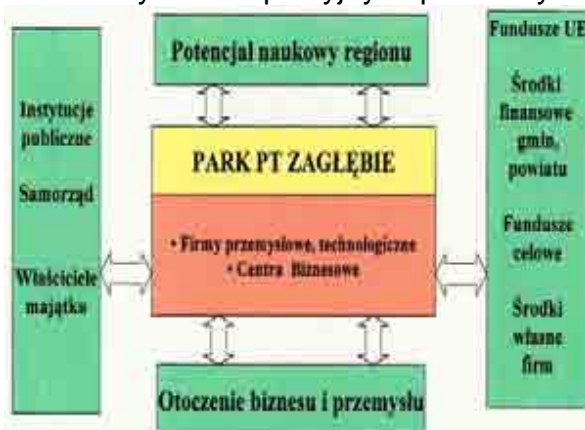 Potencjał naukowy regionu
Instytucje
publiczne
Samorząd
Właściciele
majątku
PARK PT ZAGŁĘBIE
• Firmy przemysłowe, technologiczne
• Centra Biznesowe
Otoczenie biznesu i przemysłu
Fundusze UE
Środki
finansowe
gmin,
powiatu
Fundusze
celowe
Środki
własne
firm